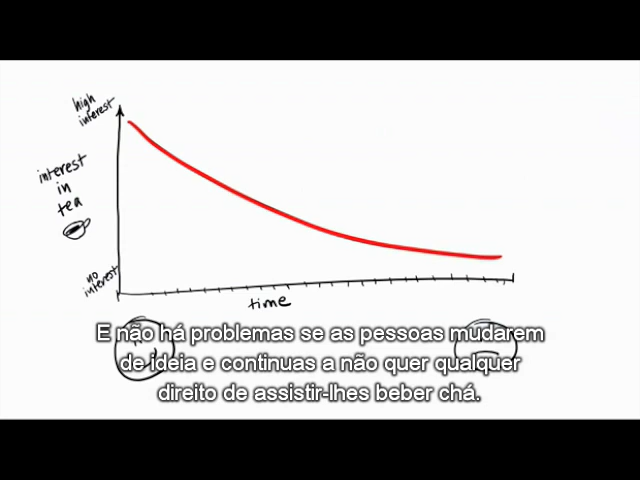 high
interest
interest
in
tea
no
interest
time
E não há problemas se as pessoas mudarem
de ideia e continuas a não quer qualquer
direito de assistir-lhes beber chá.